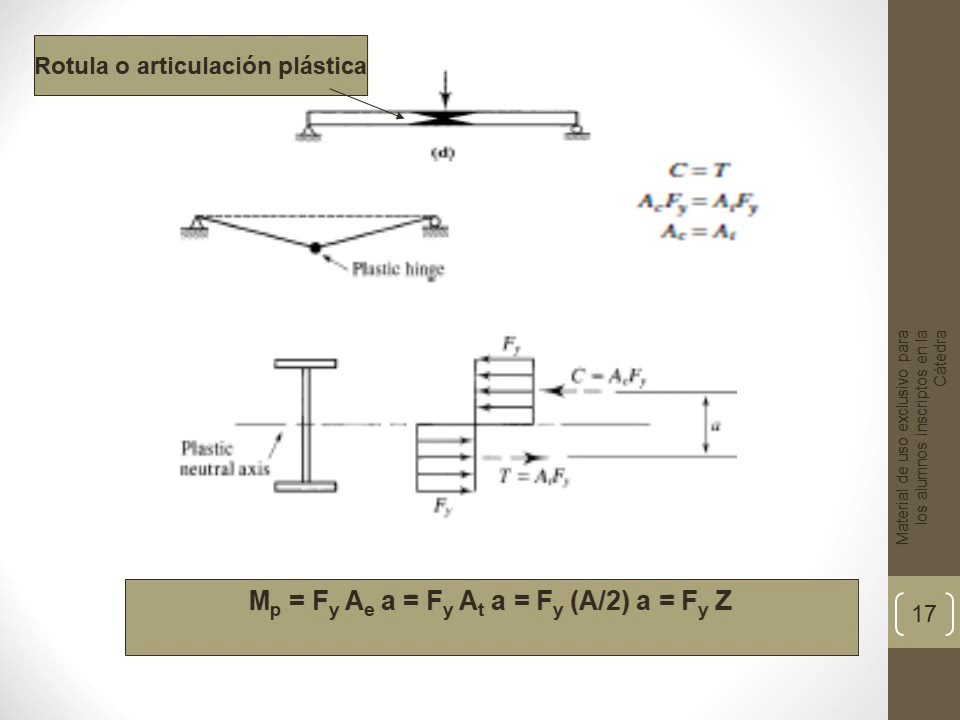 Rotula o articulación plástica
(d)
C = T
AcFy = AtFy
Ac = At
Plastic hinge
Fy
C = AcFy
a
Plastic
neutral axis
T = AtFy
Fy
Mp = Fy Ae a = Fy At a = Fy (A/2) a = Fy Z
Material de uso exclusivo para
los alumnos inscriptos en la
Cátedra
17